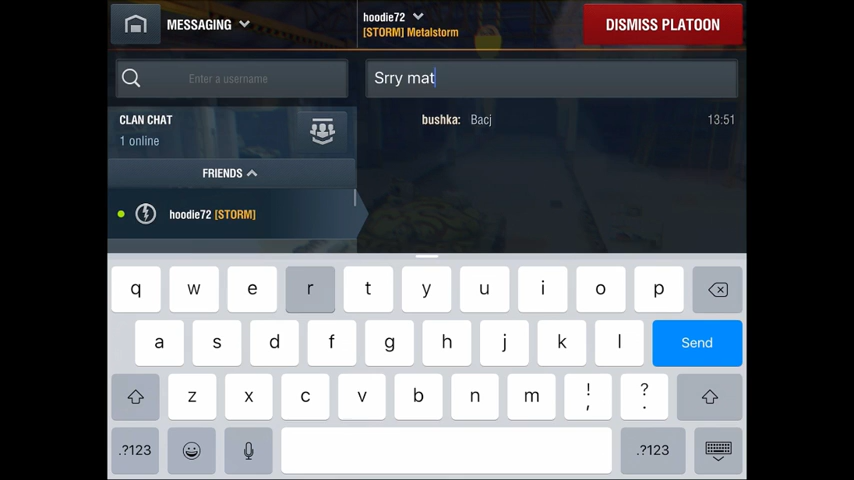 MESSAGING
hoodie72
[STORM] Metalstorm
DISMISS PLATOON
Enter a username
Srry mat
CLAN CHAT
1 online
bushka: Bacj 13:51
FRIENDS
hoodie72 [STORM]
q w e r t y u i o p
a s d f g h j k l Send
z x c v b n m ! , ? .
.?123 .?123